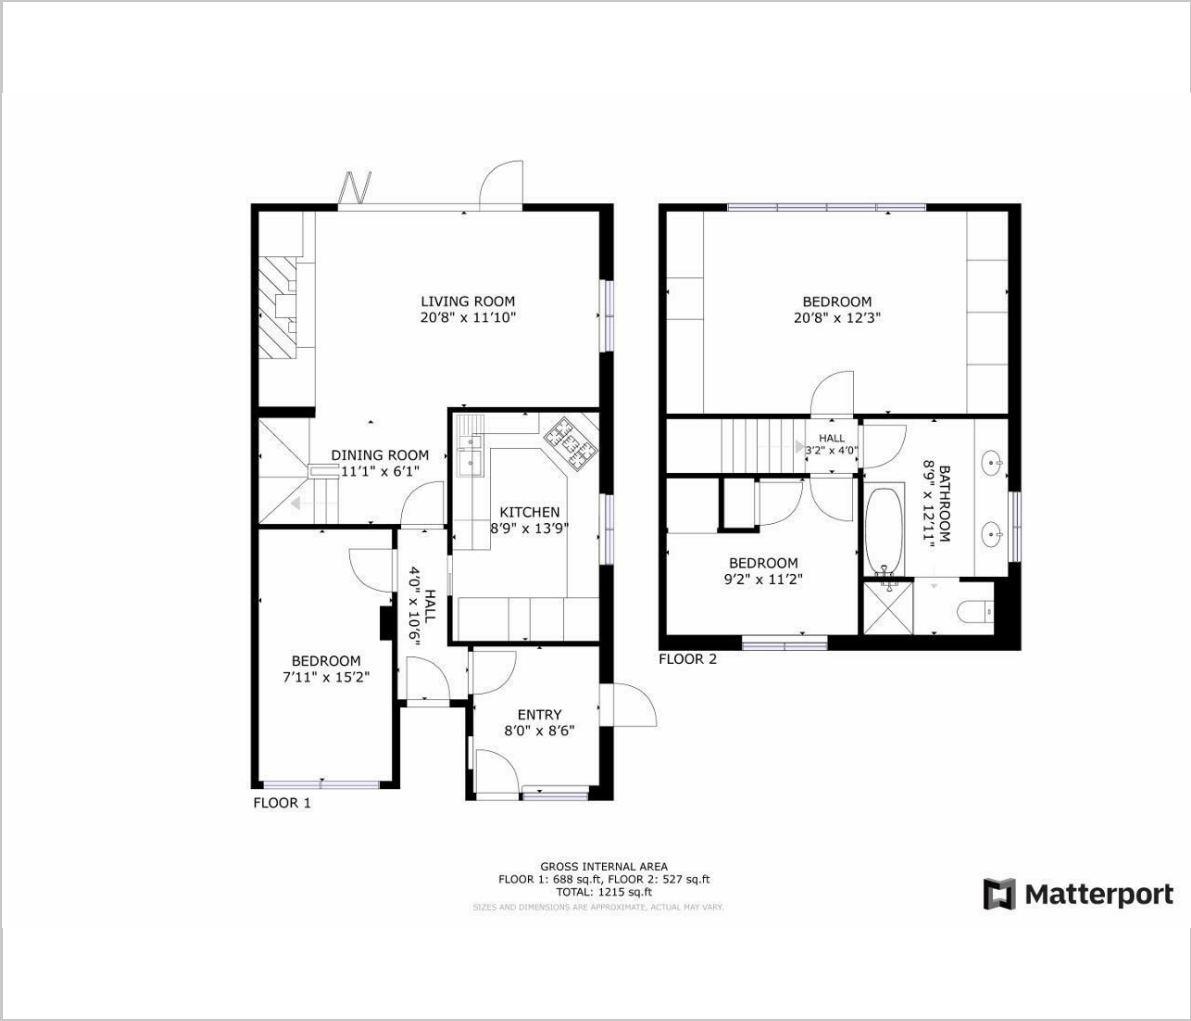 LIVING ROOM
20'8" x 11'10"
DINING ROOM
11'1" x 6'1"
KITCHEN
8'9" x 13'9"
HALL
4'0" x 10'6"
BEDROOM
7'11" x 15'2"
ENTRY
8'0" x 8'6"
FLOOR 1
BEDROOM
20'8" x 12'3"
HALL
3'2" x 4'0"
BATHROOM
8'9" x 12'11"
BEDROOM
9'2" x 11'2"
FLOOR 2
GROSS INTERNAL AREA
FLOOR 1: 688 sq.ft, FLOOR 2: 527 sq.ft
TOTAL: 1215 sq.ft
SIZES AND DIMENSIONS ARE APPROXIMATE, ACTUAL MAY VARY.
Matterport